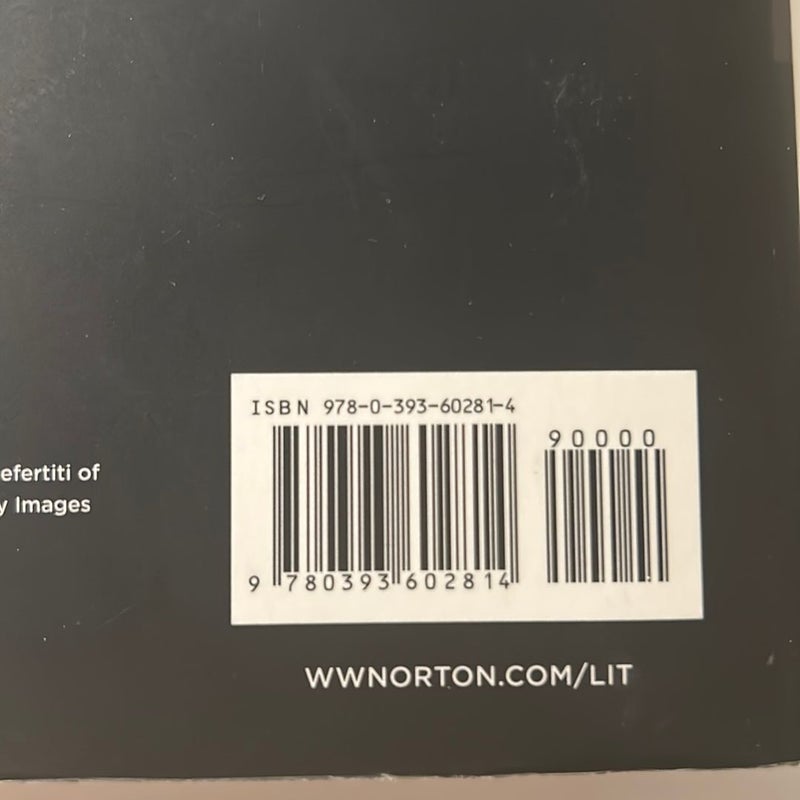 efertiti of
y Images
ISBN 978-0-393-60281-4
90000
9 780393 602814
WWNORTON.COM/LIT